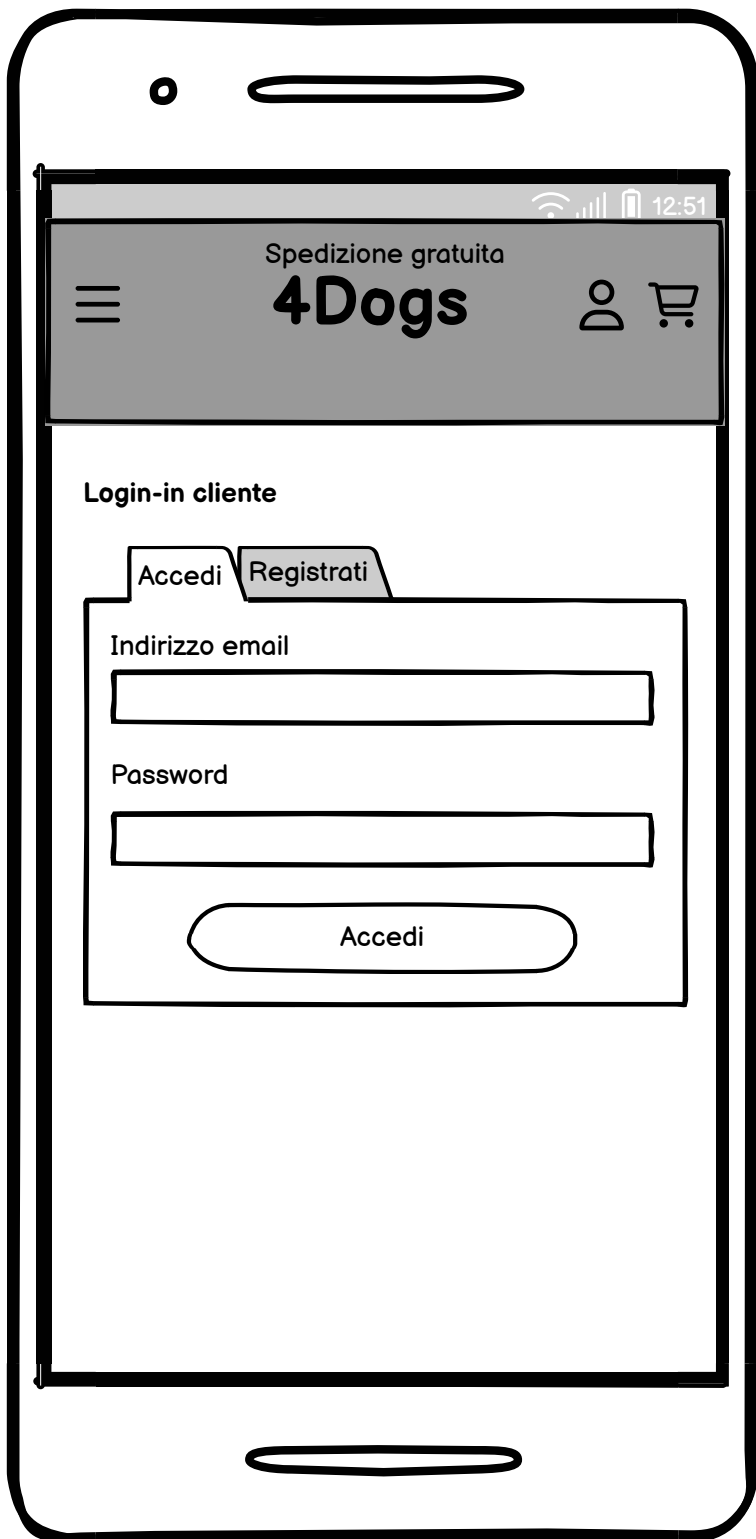 12:51
Spedizione gratuita
4Dogs
Login-in cliente
Accedi
Registrati
Indirizzo email
Password
Accedi